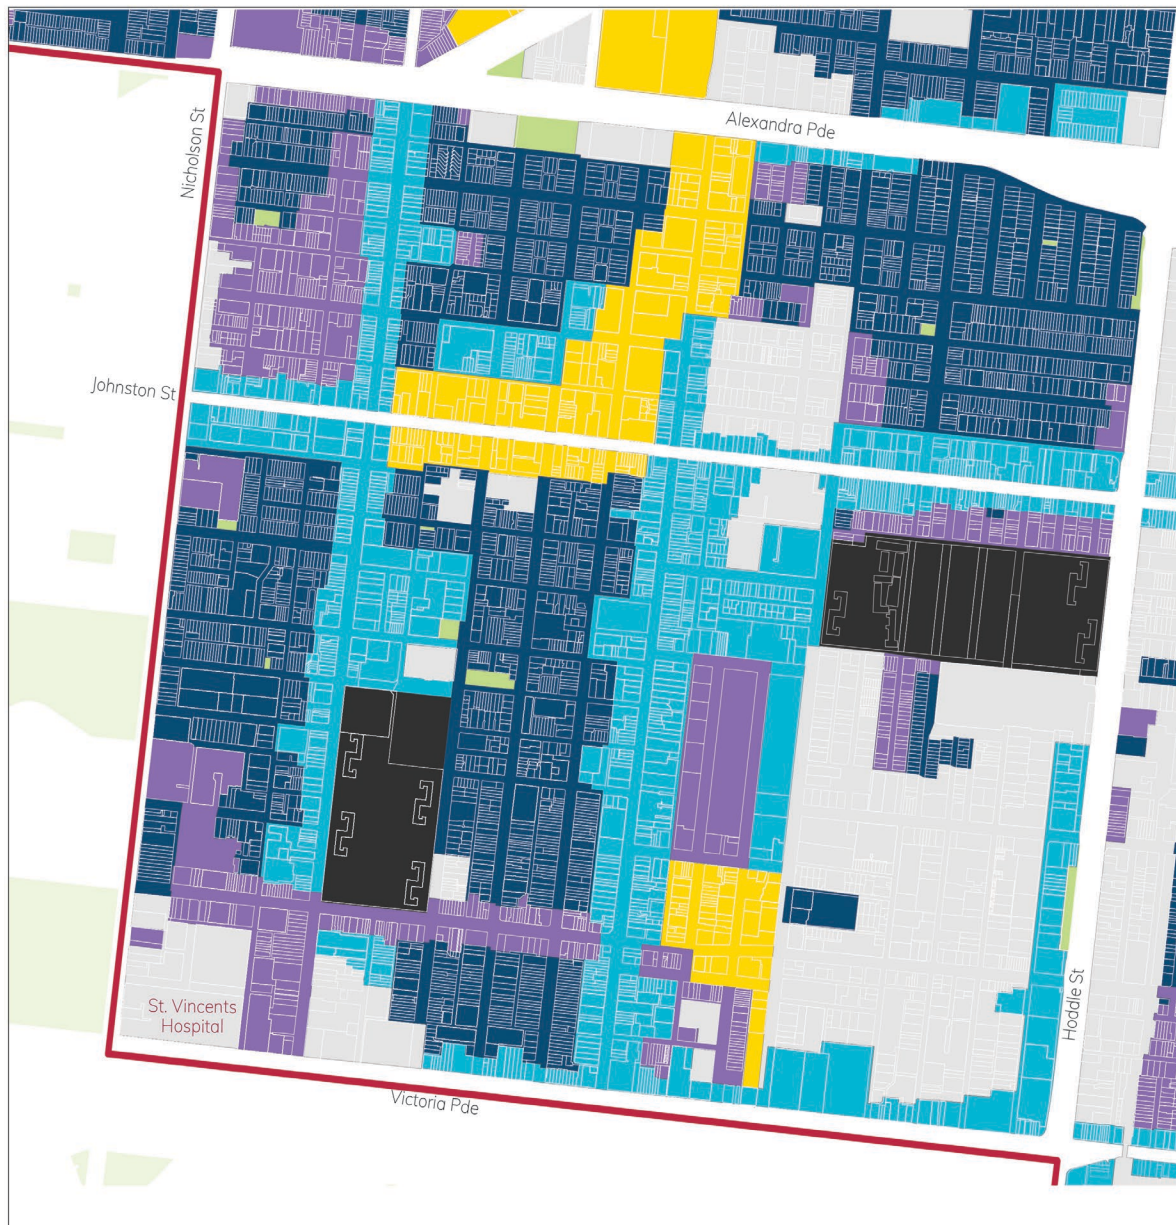 Alexandra Pde
Nicholson St
Johnston St
Hoddle St
St. Vincents
Hospital
Victoria Pde